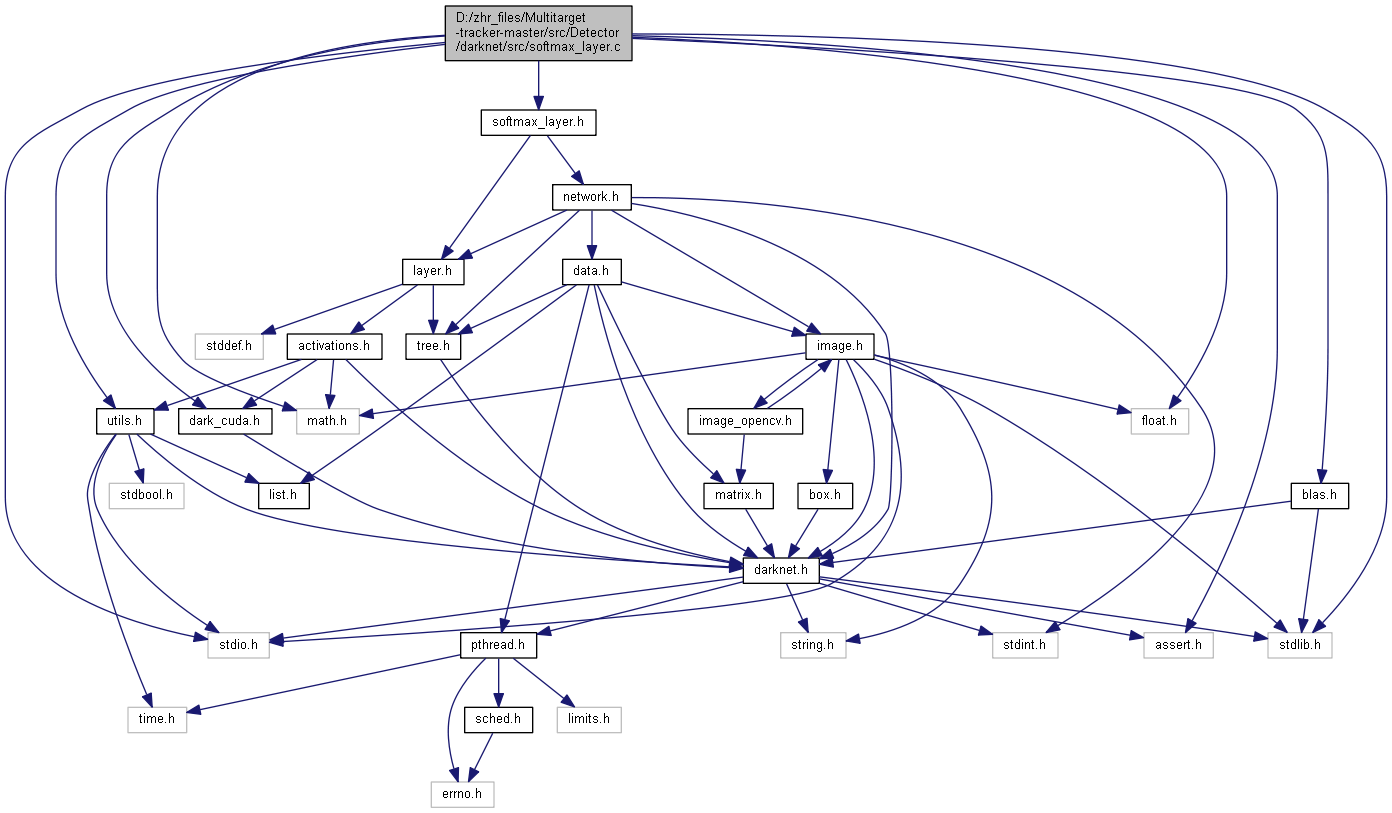 D:/zhr_files/Multitarget
-tracker-master/src/Detector
/darknet/src/softmax_layer.c
softmax_layer.h
network.h
layer.h
data.h
stddef.h
activations.h
tree.h
image.h
utils.h
dark_cuda.h
math.h
image_opencv.h
float.h
stdbool.h
list.h
matrix.h
box.h
blas.h
darknet.h
stdio.h
pthread.h
string.h
stdint.h
assert.h
stdlib.h
time.h
sched.h
limits.h
errno.h